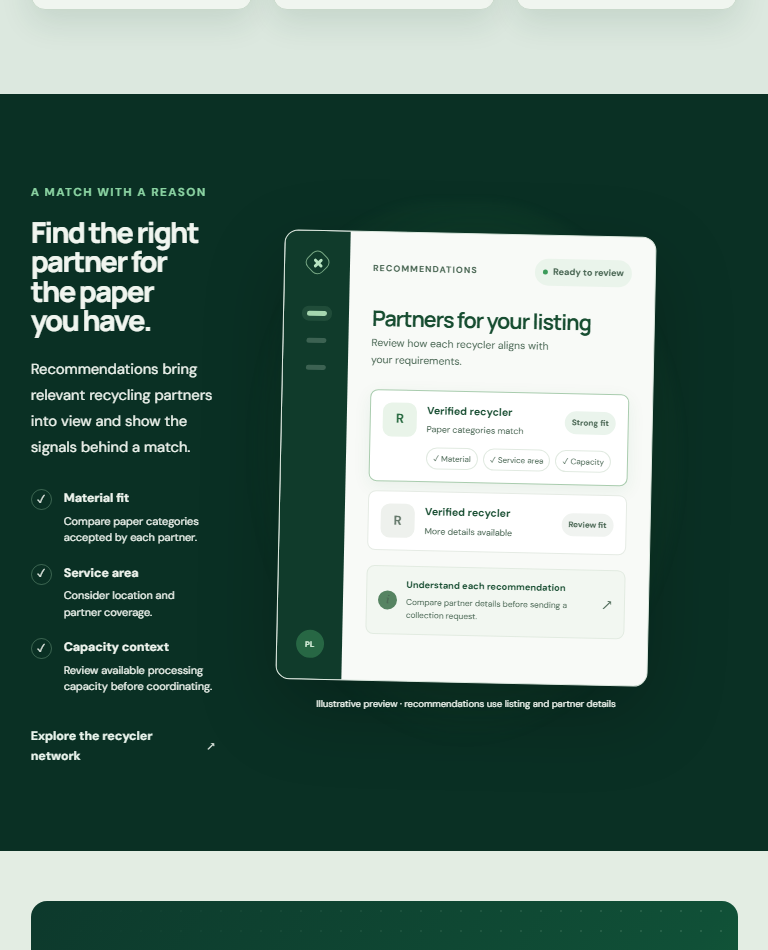 A MATCH WITH A REASON
Find the right
partner for
the paper
you have.
Recommendations bring
relevant recycling partners
into view and show the
signals behind a match.
✓ Material fit
Compare paper categories
accepted by each partner.
✓ Service area
Consider location and
partner coverage.
✓ Capacity context
Review available processing
capacity before coordinating.
Explore the recycler
network ↗
RECOMMENDATIONS
Ready to review
Partners for your listing
Review how each recycler aligns with
your requirements.
R
Verified recycler
Paper categories match
Strong fit
✓ Material
✓ Service area
✓ Capacity
R
Verified recycler
More details available
Review fit
Understand each recommendation
Compare partner details before sending a
collection request.
↗
PL
Illustrative preview · recommendations use listing and partner details